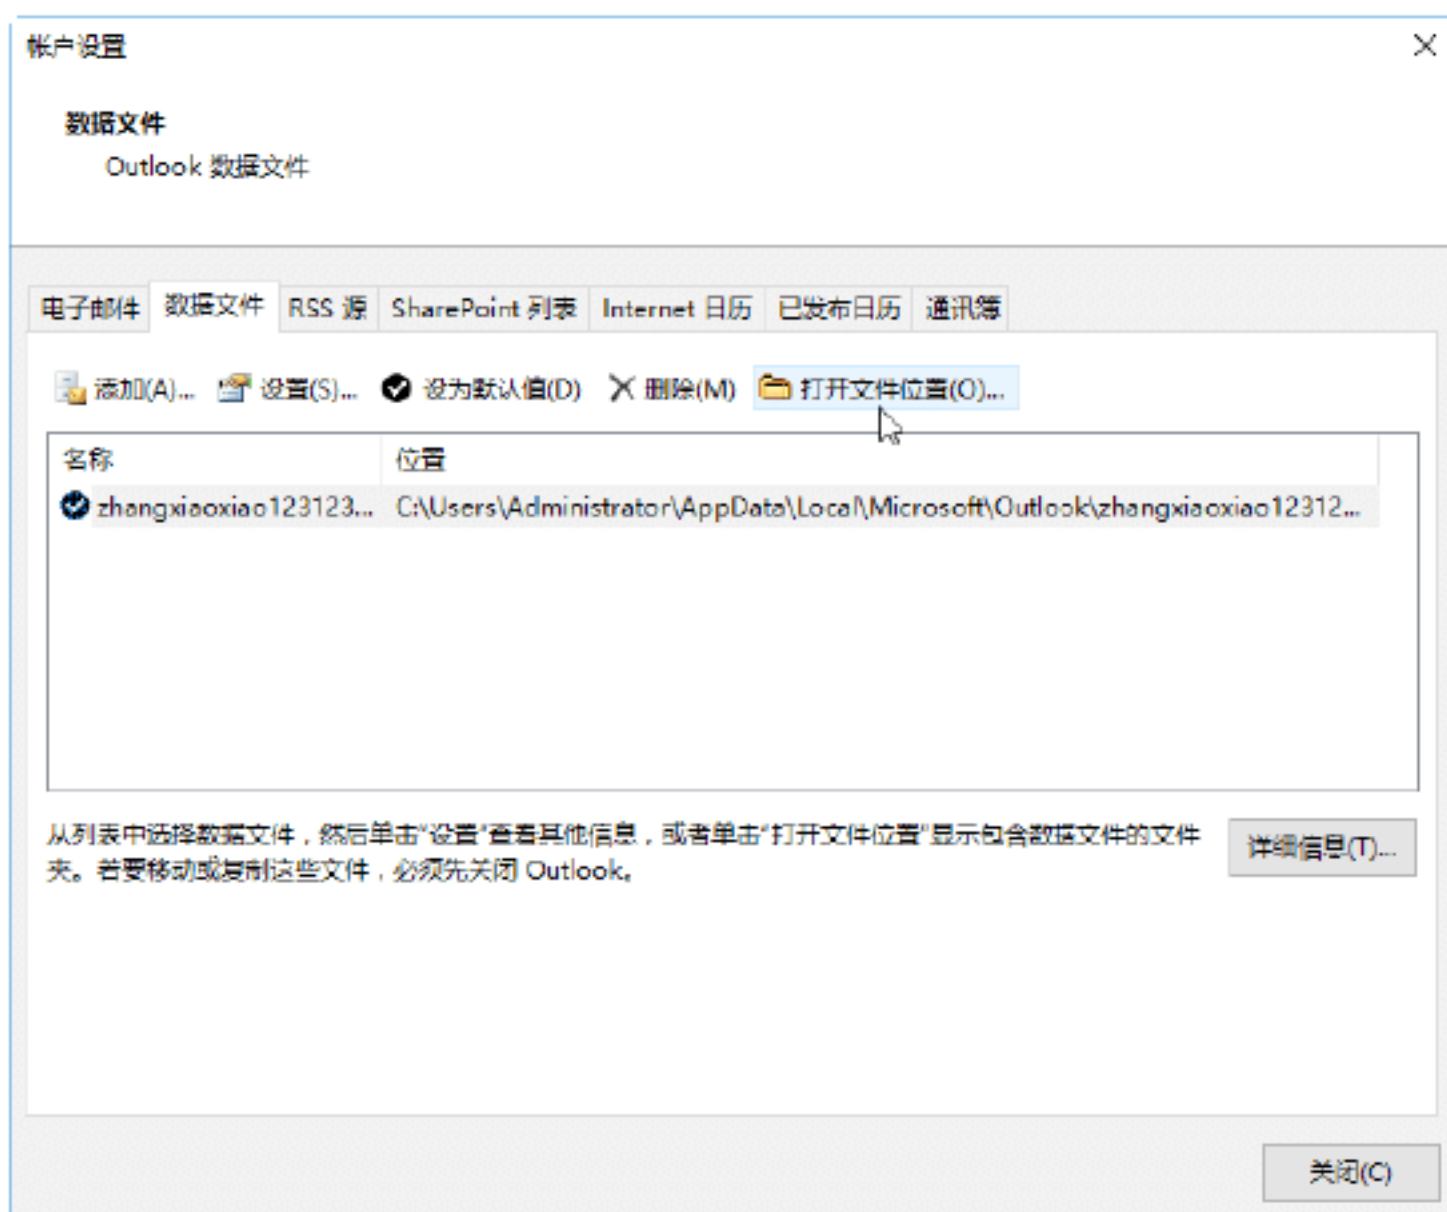 帐户设置
数据文件
Outlook 数据文件
电子邮件 数据文件 RSS 源 SharePoint 列表 Internet 日历 已发布日历 通讯簿
添加(A)... 设置(S)... 设为默认值(D) 删除(M) 打开文件位置(O)...
名称 位置
zhangxiaoxiao123123... C:\Users\Administrator\AppData\Local\Microsoft\Outlook\zhangxiaoxiao12312...
从列表中选择数据文件，然后单击“设置”查看其他信息，或者单击“打开文件位置”显示包含数据文件的文件
夹。若要移动或复制这些文件，必须先关闭 Outlook。
详细信息(T)...
关闭(C)